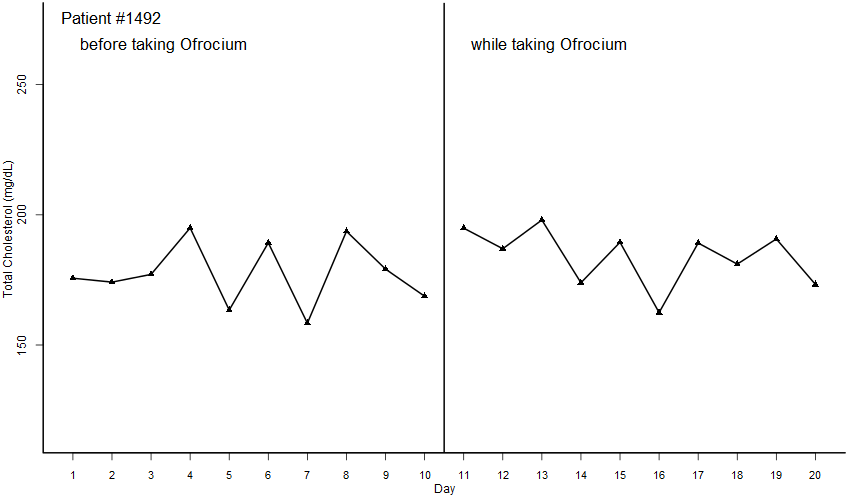 Patient #1492
before taking Ofrocium
while taking Ofrocium
Total Cholesterol (mg/dL)
250
200
150
1 2 3 4 5 6 7 8 9 10 11 12 13 14 15 16 17 18 19 20
Day